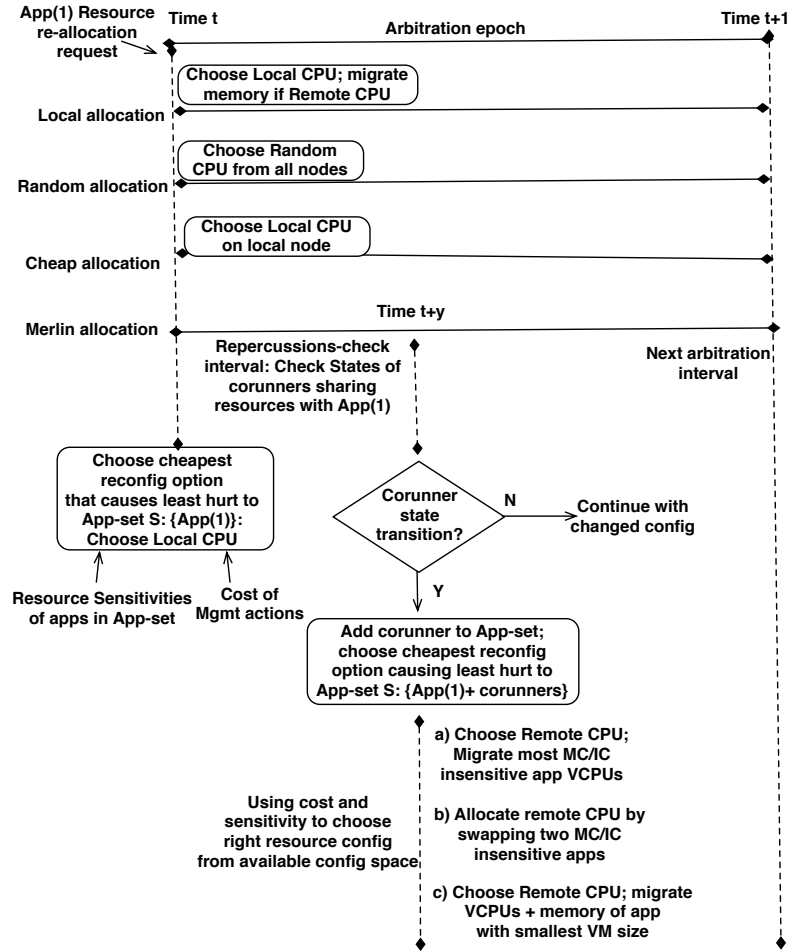 App(1) Resource
re-allocation
request
Time t
Arbitration epoch
Time t+1
Choose Local CPU; migrate
memory if Remote CPU
Local allocation
Choose Random
CPU from all nodes
Random allocation
Choose Local CPU
on local node
Cheap allocation
Time t+y
Merlin allocation
Repercussions-check
interval: Check States of
corunners sharing
resources with App(1)
Next arbitration
interval
Choose cheapest
reconfig option
that causes least hurt to
App-set S: {App(1)}:
Choose Local CPU
Corunner
state
transition?
N
Continue with
changed config
Resource Sensitivities
of apps in App-set
Cost of
Mgmt actions
Y
Add corunner to App-set;
choose cheapest reconfig
option causing least hurt to
App-set S: {App(1)+ corunners}
a) Choose Remote CPU;
Migrate most MC/IC
insensitive app VCPUs
Using cost and
sensitivity to choose
right resource config
from available config space
b) Allocate remote CPU by
swapping two MC/IC
insensitive apps
c) Choose Remote CPU; migrate
VCPUs + memory of app
with smallest VM size